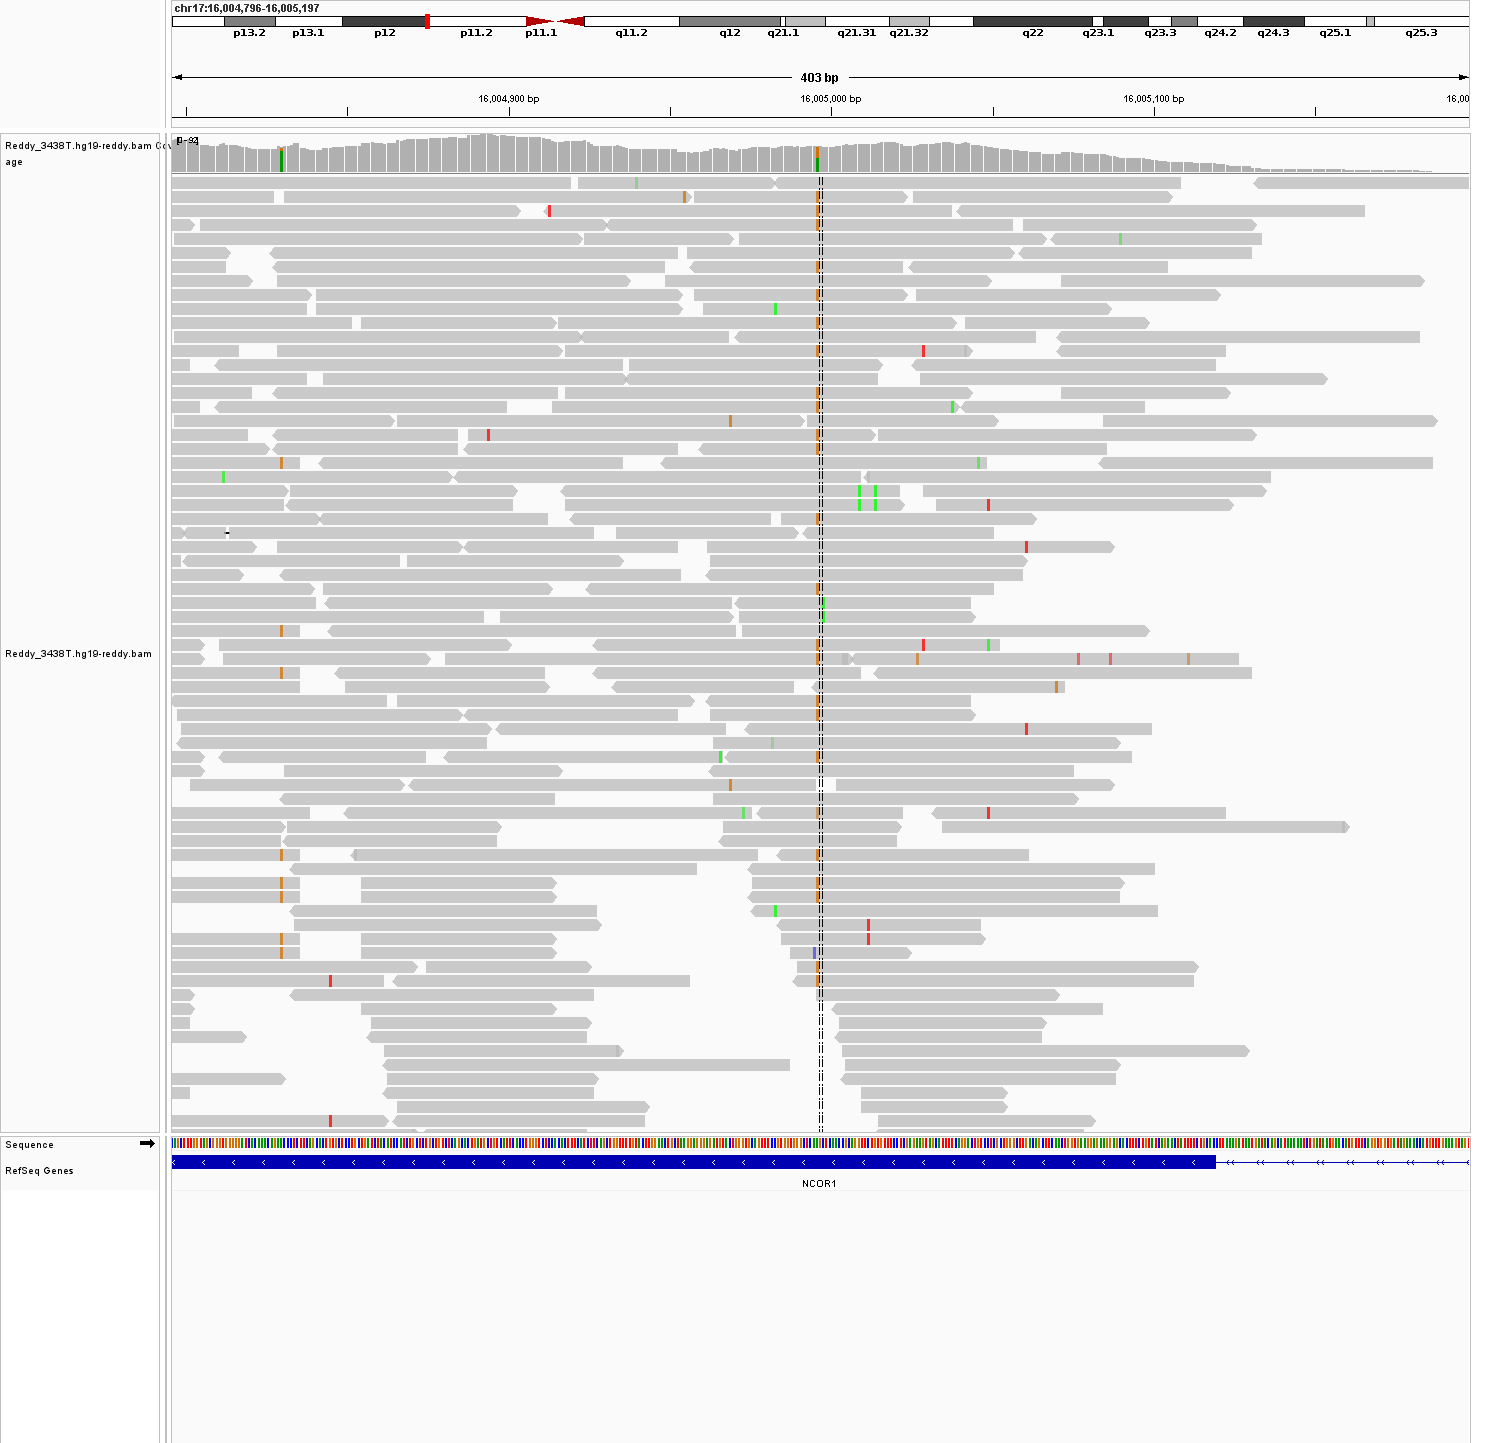 chr17:16,004,796-16,005,197
p13.2 p13.1 p12 p11.2 p11.1 q11.2 q12 q21.1 q21.31 q21.32 q22 q23.1 q23.3 q24.2 q24.3 q25.1 q25.3
403 bp
16,004,900 bp 16,005,000 bp 16,005,100 bp 16,00
[0-92]
Reddy_3438T.hg19-reddy.bam Cov
age
Reddy_3438T.hg19-reddy.bam
Sequence
RefSeq Genes
NCOR1